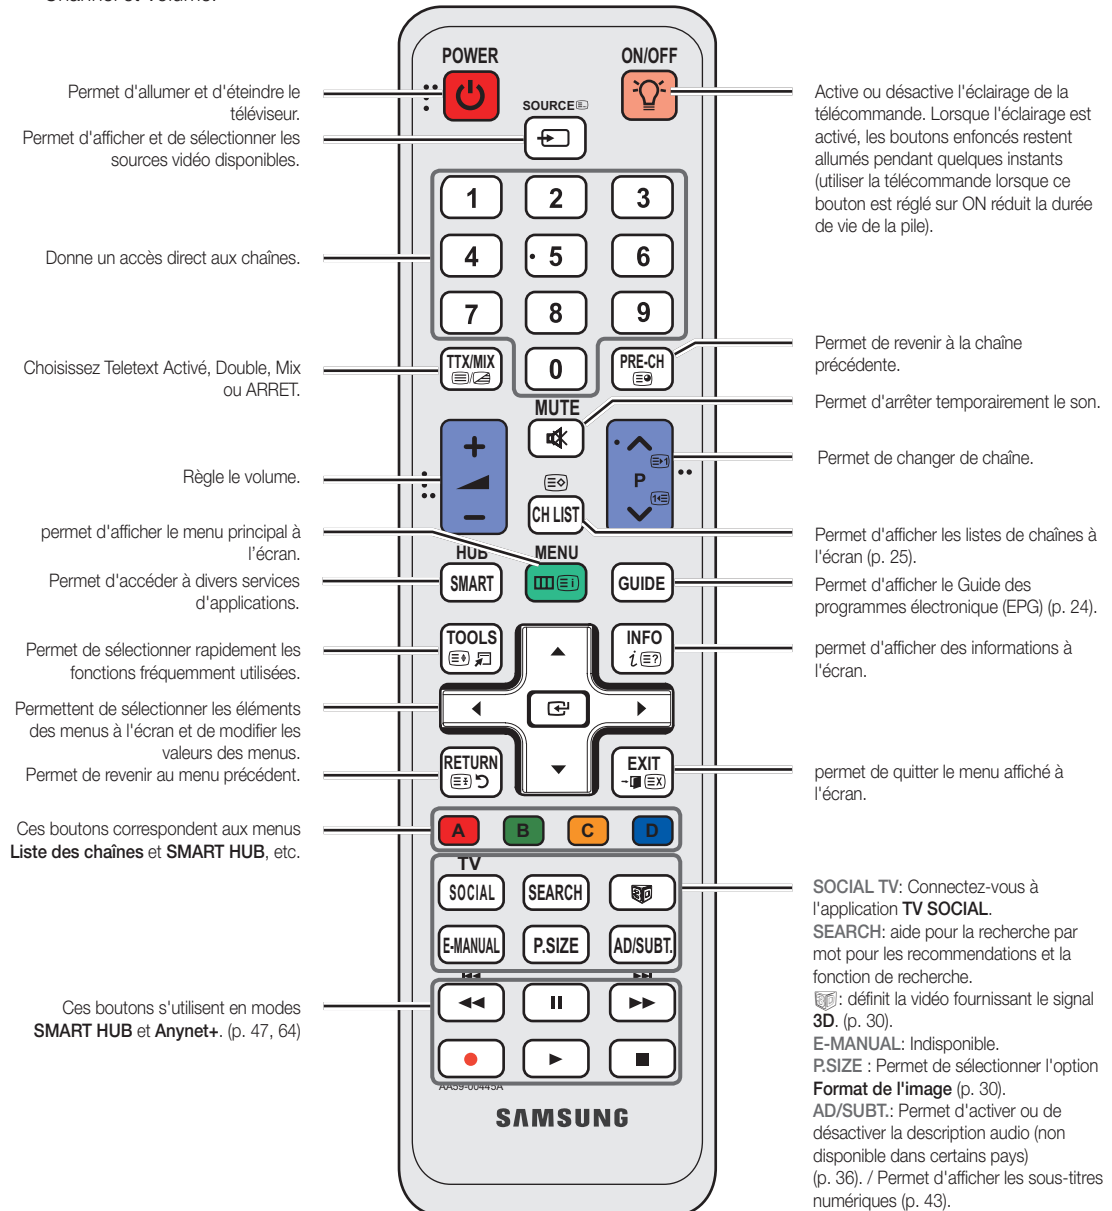 Channel et Volume.
POWER
ON/OFF
SOURCE
Permet d'allumer et d'éteindre le
téléviseur.
Permet d'afficher et de sélectionner les
sources vidéo disponibles.
Active ou désactive l'éclairage de la
télécommande. Lorsque l'éclairage est
activé, les boutons enfoncés restent
allumés pendant quelques instants
(utiliser la télécommande lorsque ce
bouton est réglé sur ON réduit la durée
de vie de la pile).
1 2 3
4 5 6
7 8 9
0
Donne un accès direct aux chaînes.
TTX/MIX
PRE-CH
Choisissez Teletext Activé, Double, Mix
ou ARRET.
Permet de revenir à la chaîne
précédente.
MUTE
Permet d'arrêter temporairement le son.
Règle le volume.
P
Permet de changer de chaîne.
CH LIST
permet d'afficher le menu principal à
l'écran.
Permet d'afficher les listes de chaînes à
l'écran (p. 25).
HUB
MENU
SMART
GUIDE
Permet d'accéder à divers services
d'applications.
Permet d'afficher le Guide des
programmes électronique (EPG) (p. 24).
TOOLS
INFO
Permet de sélectionner rapidement les
fonctions fréquemment utilisées.
permet d'afficher des informations à
l'écran.
Permettent de sélectionner les éléments
des menus à l'écran et de modifier les
valeurs des menus.
RETURN
EXIT
Permet de revenir au menu précédent.
permet de quitter le menu affiché à
l'écran.
A B C D
Ces boutons correspondent aux menus
Liste des chaînes et SMART HUB, etc.
TV
SOCIAL SEARCH
E-MANUAL P.SIZE AD/SUBT.
SOCIAL TV: Connectez-vous à
l'application TV SOCIAL.
SEARCH: aide pour la recherche par
mot pour les recommendations et la
fonction de recherche.
: définit la vidéo fournissant le signal
3D. (p. 30).
E-MANUAL: Indisponible.
P.SIZE : Permet de sélectionner l'option
Format de l'image (p. 30).
AD/SUBT.: Permet d'activer ou de
désactiver la description audio (non
disponible dans certains pays)
(p. 36). / Permet d'afficher les sous-titres
numériques (p. 43).
Ces boutons s'utilisent en modes
SMART HUB et Anynet+. (p. 47, 64)
AA59-00445A
SAMSUNG